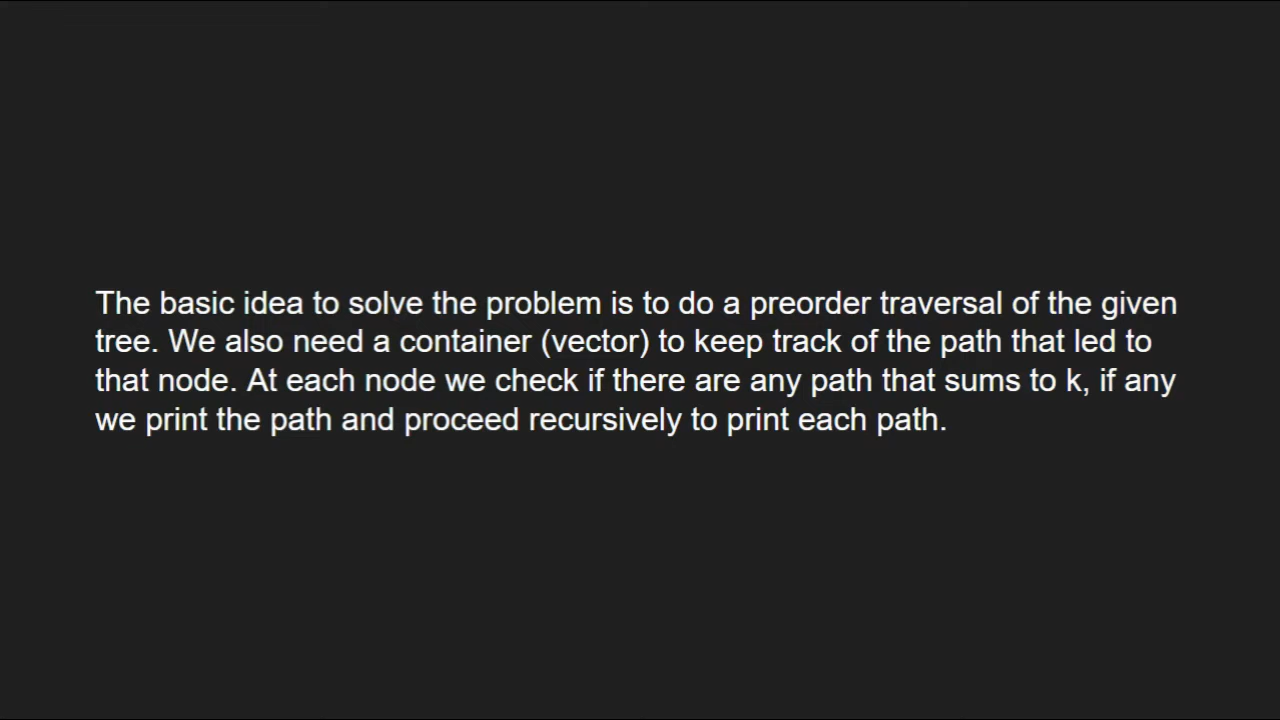 The basic idea to solve the problem is to do a preorder traversal of the given
tree. We also need a container (vector) to keep track of the path that led to
that node. At each node we check if there are any path that sums to k, if any
we print the path and proceed recursively to print each path.